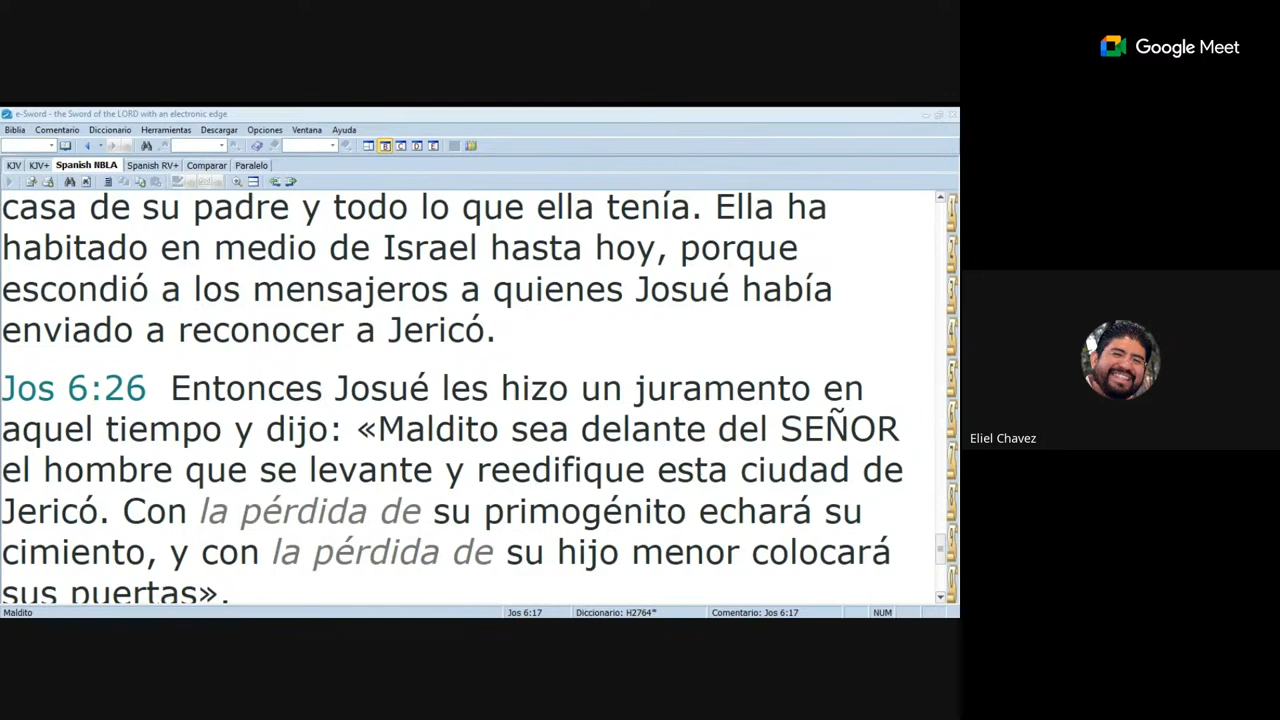 Google Meet
e-Sword - the Sword of the LORD with an electronic edge
Biblia Comentario Diccionario Herramientas Descargar Opciones Ventana Ayuda
KJV KJV+ Spanish NBLA Spanish RV+ Comparar Paralelo
casa de su padre y todo lo que ella tenía. Ella ha
habitado en medio de Israel hasta hoy, porque
escondió a los mensajeros a quienes Josué había
enviado a reconocer a Jericó.
Jos 6:26 Entonces Josué les hizo un juramento en
aquel tiempo y dijo: «Maldito sea delante del SEÑOR
el hombre que se levante y reedifique esta ciudad de
Jericó. Con la pérdida de su primogénito echará su
cimiento, y con la pérdida de su hijo menor colocará
sus puertas».
Maldito Jos 6:17 Diccionario: H2764* Comentario: Jos 6:17 NUM
Eliel Chavez